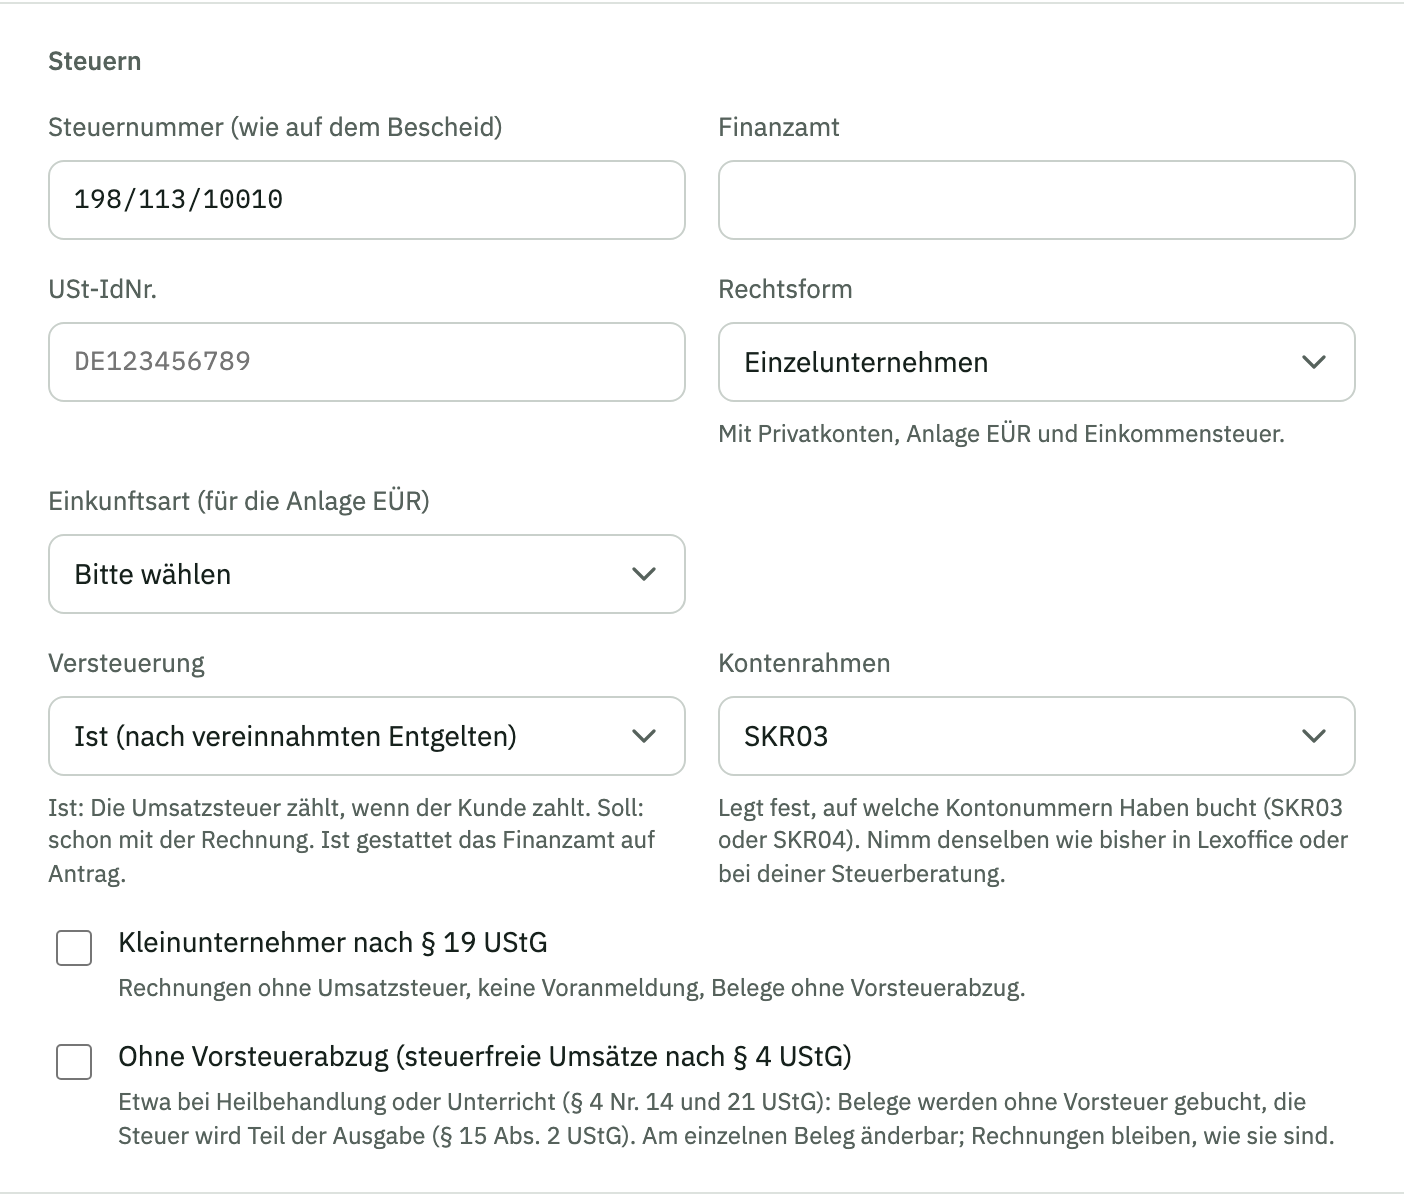 Steuern
Steuernummer (wie auf dem Bescheid)
198/113/10010
Finanzamt
USt-IdNr.
DE123456789
Rechtsform
Einzelunternehmen
Mit Privatkonten, Anlage EÜR und Einkommensteuer.
Einkunftsart (für die Anlage EÜR)
Bitte wählen
Versteuerung
Ist (nach vereinnahmten Entgelten)
Ist: Die Umsatzsteuer zählt, wenn der Kunde zahlt. Soll:
schon mit der Rechnung. Ist gestattet das Finanzamt auf
Antrag.
Kontenrahmen
SKR03
Legt fest, auf welche Kontonummern Haben bucht (SKR03
oder SKR04). Nimm denselben wie bisher in Lexoffice oder
bei deiner Steuerberatung.
Kleinunternehmer nach § 19 UStG
Rechnungen ohne Umsatzsteuer, keine Voranmeldung, Belege ohne Vorsteuerabzug.
Ohne Vorsteuerabzug (steuerfreie Umsätze nach § 4 UStG)
Etwa bei Heilbehandlung oder Unterricht (§ 4 Nr. 14 und 21 UStG): Belege werden ohne Vorsteuer gebucht, die
Steuer wird Teil der Ausgabe (§ 15 Abs. 2 UStG). Am einzelnen Beleg änderbar; Rechnungen bleiben, wie sie sind.